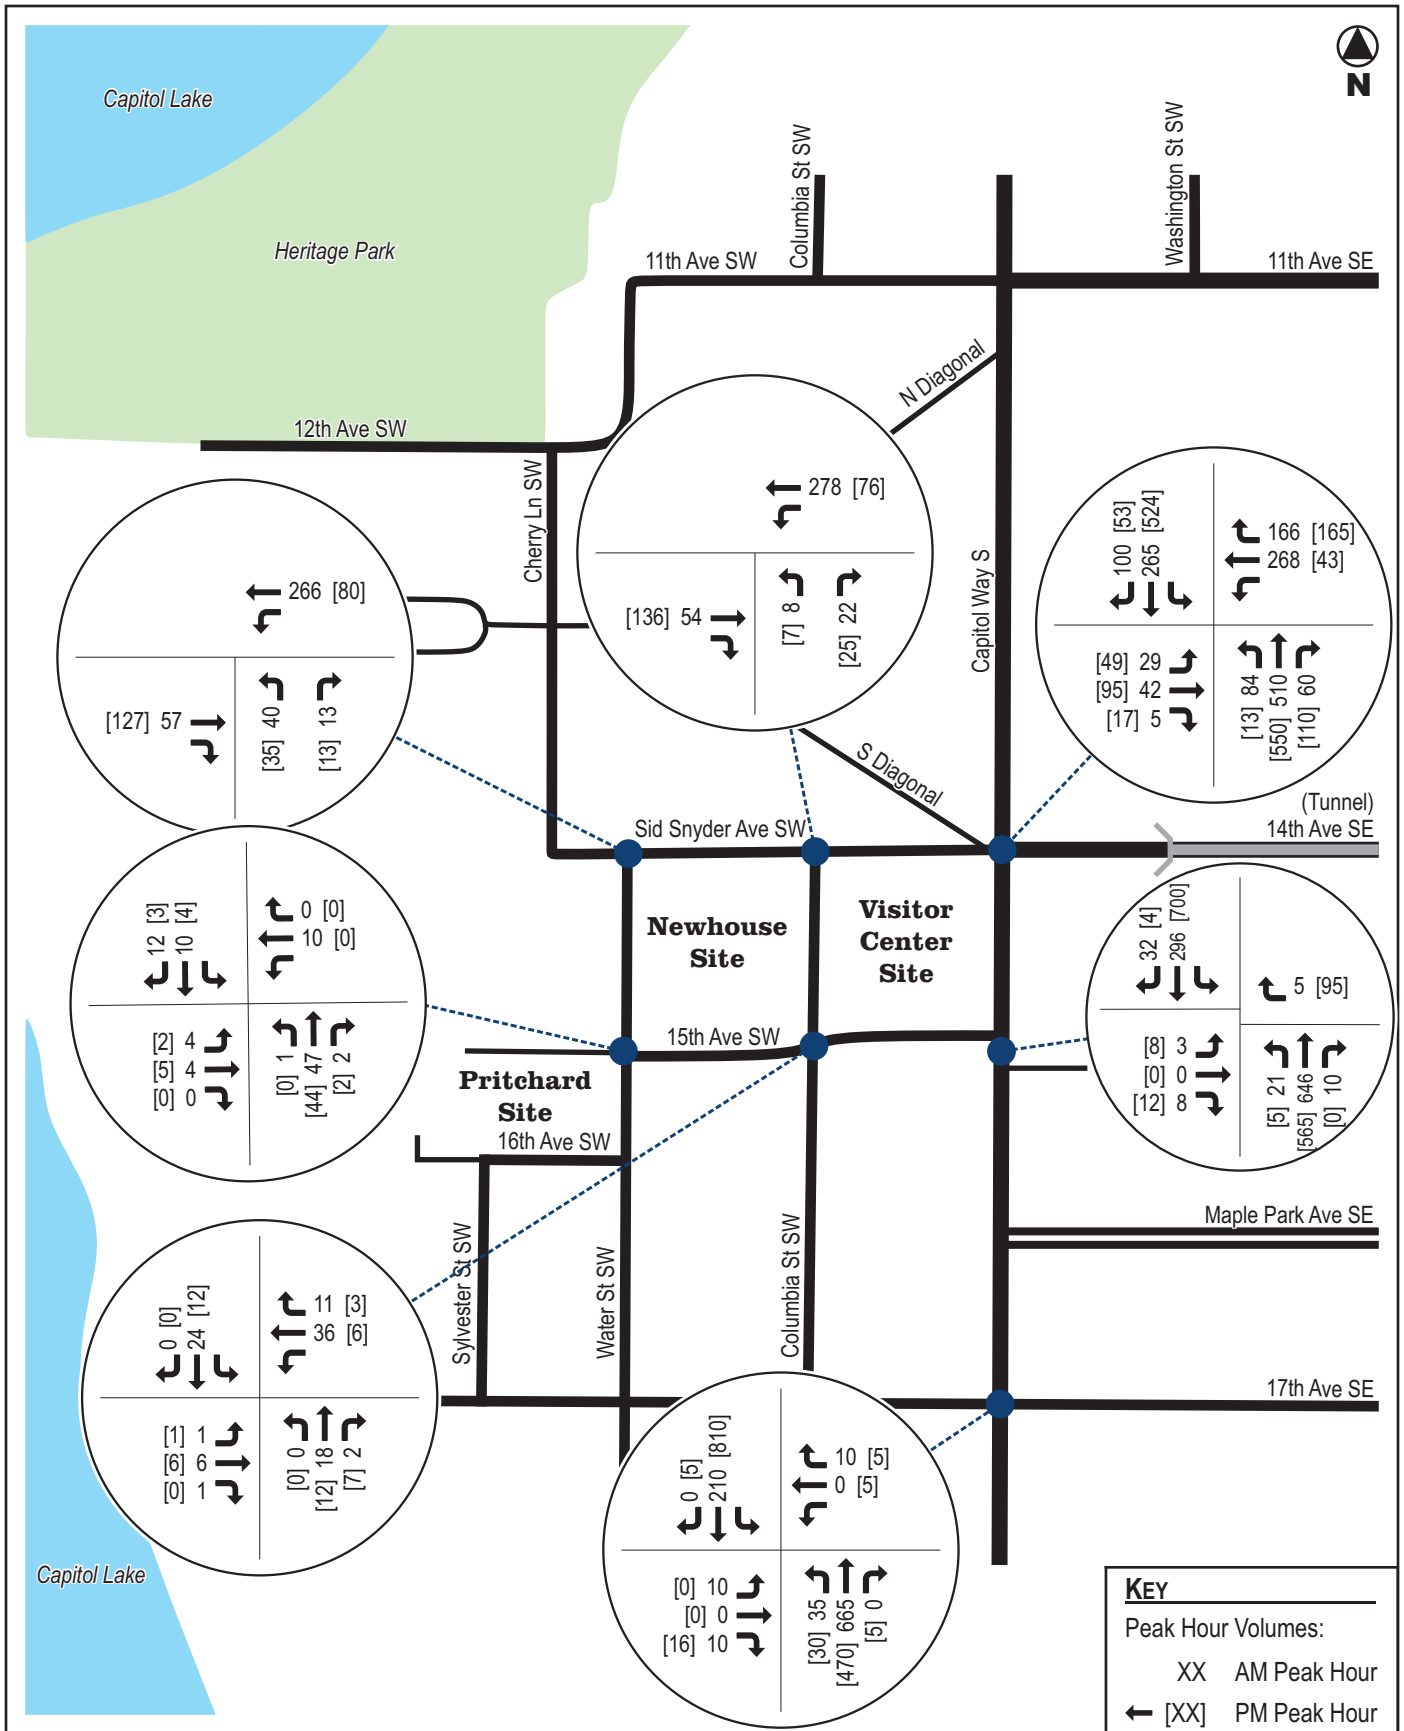 N
Capitol Lake
Heritage Park
Columbia St SW
Washington St SW
11th Ave SW
11th Ave SE
N Diagonal
12th Ave SW
Cherry Ln SW
Capitol Way S
278 [76]
[136] 54
[7] 8
[25] 22
100 [53]
265 [524]
166 [165]
268 [43]
[49] 29
[95] 42
[17] 5
[13] 84
[550] 510
[110] 60
266 [80]
[127] 57
[35] 40
[13] 13
S Diagonal
(Tunnel)
14th Ave SE
Sid Snyder Ave SW
Newhouse
Site
Visitor
Center
Site
12 [3]
10 [4]
0 [0]
10 [0]
[2] 4
[5] 4
[0] 0
[0] 1
[44] 47
[2] 2
32 [4]
296 [700]
5 [95]
[8] 3
[0] 0
[12] 8
[5] 21
[565] 646
[0] 10
15th Ave SW
Pritchard
Site
16th Ave SW
Maple Park Ave SE
Sylvester St SW
Water St SW
Columbia St SW
0 [0]
24 [12]
11 [3]
36 [6]
[1] 1
[6] 6
[0] 1
[0] 0
[12] 18
[7] 2
17th Ave SE
0 [5]
210 [810]
10 [5]
0 [5]
[0] 10
[0] 0
[16] 10
[30] 35
[470] 665
[5] 0
Capitol Lake
KEY
Peak Hour Volumes:
XX AM Peak Hour
[XX] PM Peak Hour